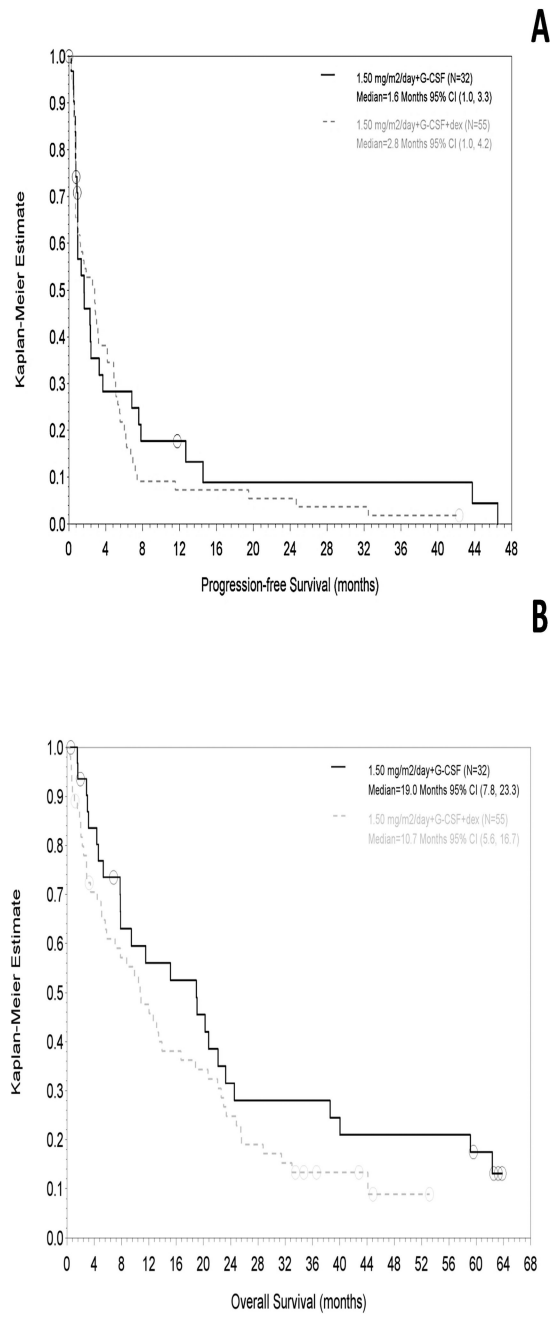 A
1.50 mg/m2/day+G-CSF (N=32)
Median=1.6 Months 95% CI (1.0, 3.3)
1.50 mg/m2/day+G-CSF+dex (N=55)
Median=2.8 Months 95% CI (1.0, 4.2)
Kaplan-Meier Estimate
1.0
0.9
0.8
0.7
0.6
0.5
0.4
0.3
0.2
0.1
0.0
0 4 8 12 16 20 24 28 32 36 40 44 48
Progression-free Survival (months)
B
1.50 mg/m2/day+G-CSF (N=32)
Median=19.0 Months 95% CI (7.8, 23.3)
1.50 mg/m2/day+G-CSF+dex (N=55)
Median=10.7 Months 95% CI (5.6, 16.7)
Kaplan-Meier Estimate
1.0
0.9
0.8
0.7
0.6
0.5
0.4
0.3
0.2
0.1
0.0
0 4 8 12 16 20 24 28 32 36 40 44 48 52 56 60 64 68
Overall Survival (months)